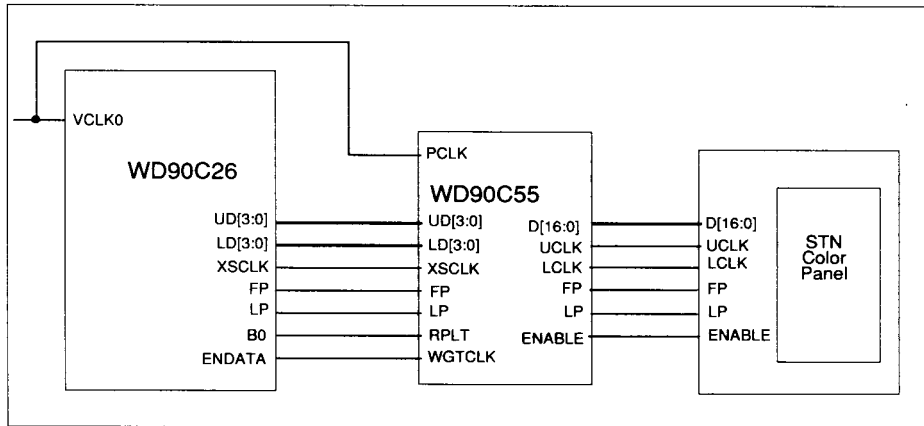 VCLK0
WD90C26
UD[3:0]
LD[3:0]
XSCLK
FP
LP
B0
ENDATA
PCLK
WD90C55
UD[3:0]
LD[3:0]
XSCLK
FP
LP
RPLT
WGTCLK
D[16:0]
UCLK
LCLK
FP
LP
ENABLE
D[16:0]
UCLK
LCLK
FP
LP
ENABLE
STN
Color
Panel